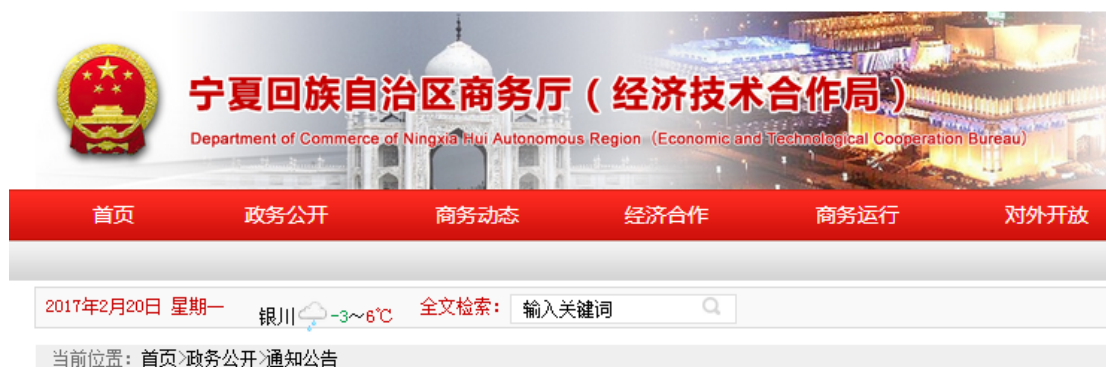 宁夏回族自治区商务厅（经济技术合作局）
Department of Commerce of Ningxia Hui Autonomous Region (Economic and Technological Cooperation Bureau)
首页 政务公开 商务动态 经济合作 商务运行 对外开放
2017年2月20日 星期一 银川 -3～6℃ 全文检索： 输入关键词
当前位置：首页>政务公开>通知公告